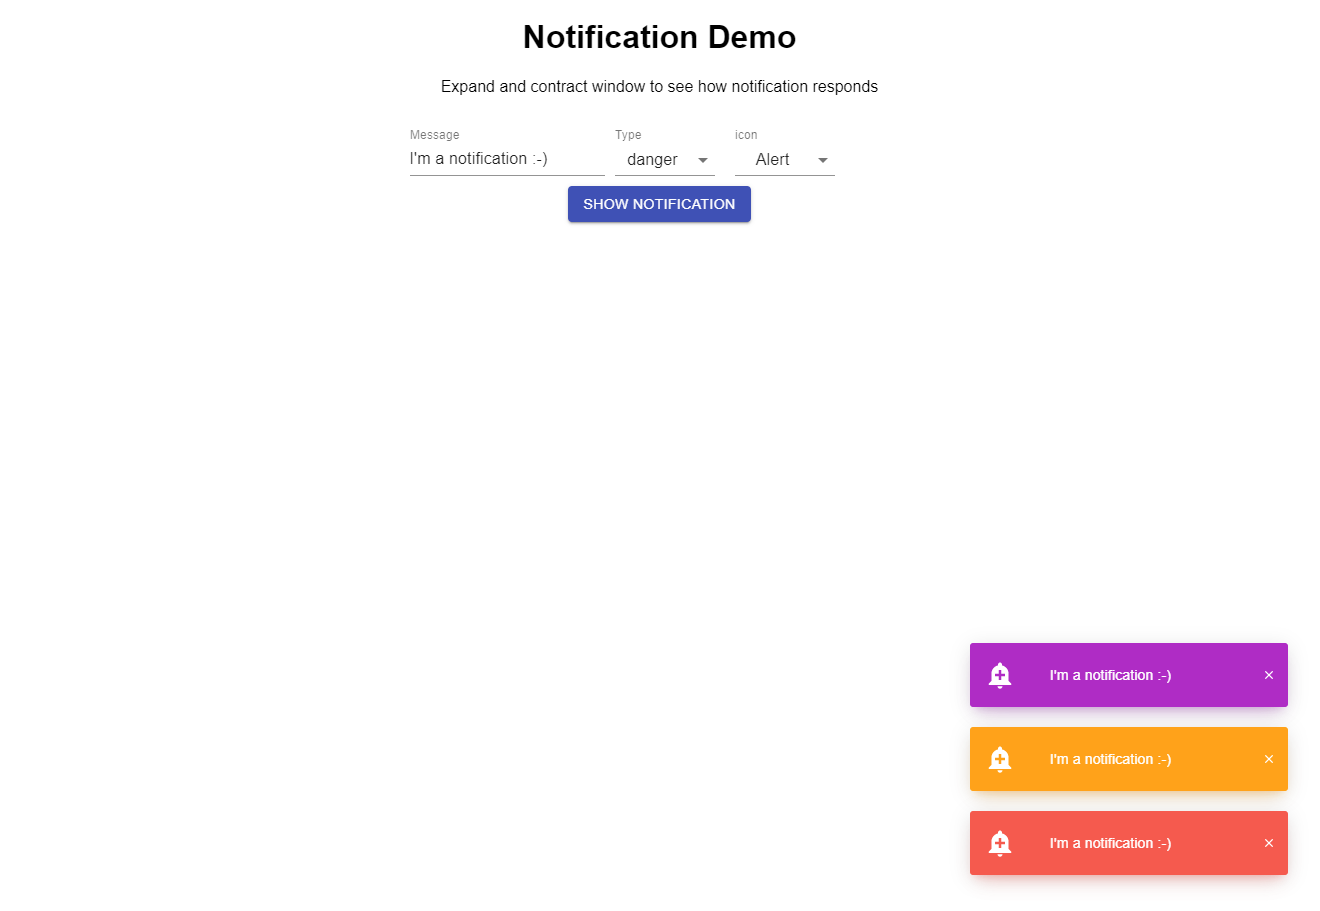 Notification Demo
Expand and contract window to see how notification responds
Message
Type
icon
I'm a notification :-)
danger
Alert
SHOW NOTIFICATION
I'm a notification :-)
×
I'm a notification :-)
×
I'm a notification :-)
×